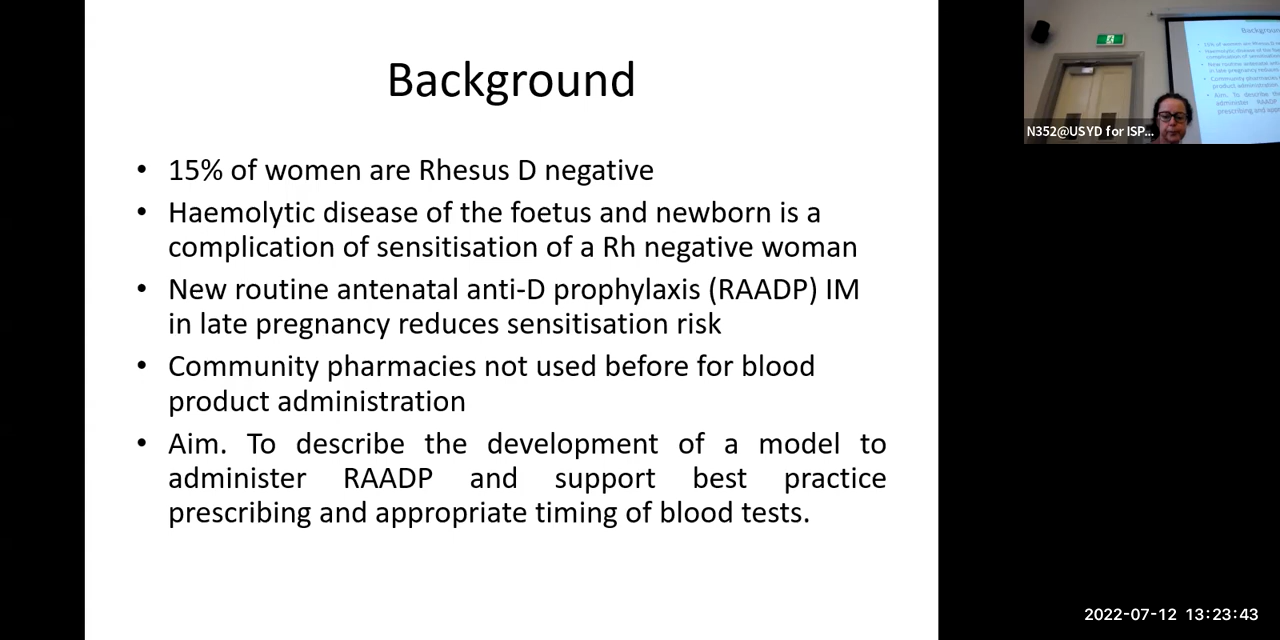 Background
• 15% of women are Rhesus D negative
• Haemolytic disease of the foetus and newborn is a
complication of sensitisation of a Rh negative woman
• New routine antenatal anti-D prophylaxis (RAADP) IM
in late pregnancy reduces sensitisation risk
• Community pharmacies not used before for blood
product administration
• Aim. To describe the development of a model to
administer RAADP and support best practice
prescribing and appropriate timing of blood tests.
N352@USYD for ISP...
2022-07-12 13:23:43